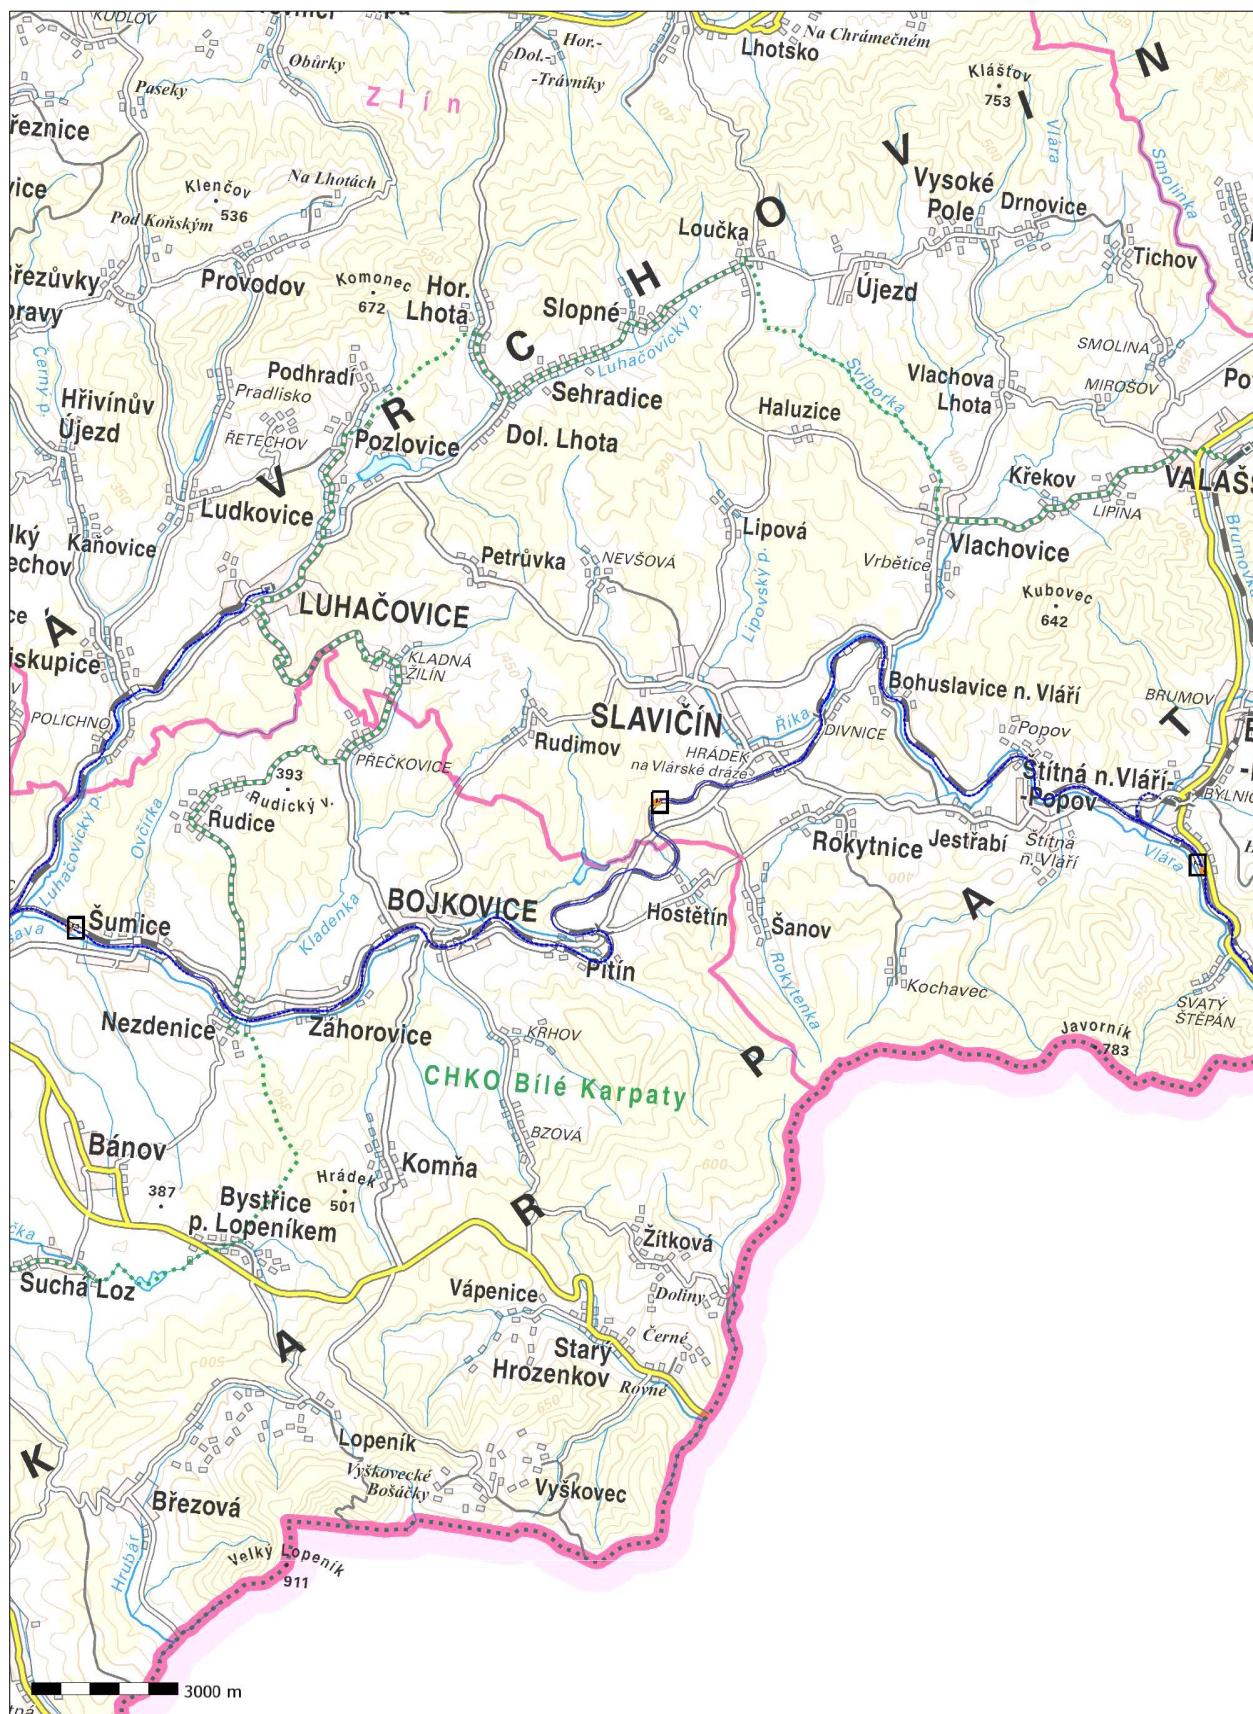 KUDLOV
Hor.-
Dol.-
-Trávníky
Lhotsko
Na Chrámečném
N
Obůrky
Paseky
Zlín
Klášťov
753
I
Vlára
Smolinka
V
Vysoké
Pole
Drnovice
Klenčov
536
Na Lhotách
Pod Koňským
Provodov
Komonec
672
Hor.
Lhota
Slopné
H
Loučka
O
Újezd
Tichov
Luhačovický p.
C
Sehradice
Dol. Lhota
Podhradí
Pradlisko
ŘETECHOV
Pozlovice
R
V
Ludkovice
Hřivínův
Újezd
Černý p.
Kaňovice
Sviborka
Haluzice
Vlachova
Lhota
SMOLINA
MIROŠOV
Křekov
LIPINA
Brumovka
Lipová
Lipovský p.
Petrůvka
NEVŠOVÁ
Vlachovice
Vrbětice
Kubovec
642
LUHAČOVICE
Á
POLICHNO
KLADNÁ
ŽILÍN
Luhačovický p.
Ovčírka
393
Rudický v.
Rudice
PŘEČKOVICE
Rudimov
SLAVIČÍN
Říka
HRÁDEK
na Vlárské dráze
DIVNICE
Bohuslavice n. Vláří
Popov
Štítná n. Vláří-
-Popov
BRUMOV
T
Rokytnice
Jestřabí
Štítná
n. Vláří
Vlára
Šumice
Kladenka
BOJKOVICE
Hostětín
Šanov
A
Pitín
Rokytenka
Kochavec
SVATÝ
ŠTĚPÁN
Nezdenice
Záhorovice
KRHOV
Javorník
783
P
CHKO Bílé Karpaty
BZOVÁ
Bánov
387
Hrádek
501
Komňa
Bystřice
p. Lopeníkem
R
Žítková
Suchá Loz
Vápenice
Doliny
Černé
Starý
Hrozenkov
Rovné
A
K
Lopeník
Vyškovecké
Bošáčky
Vyškovec
Březová
Hrubár
Velký Lopeník
911
3000 m